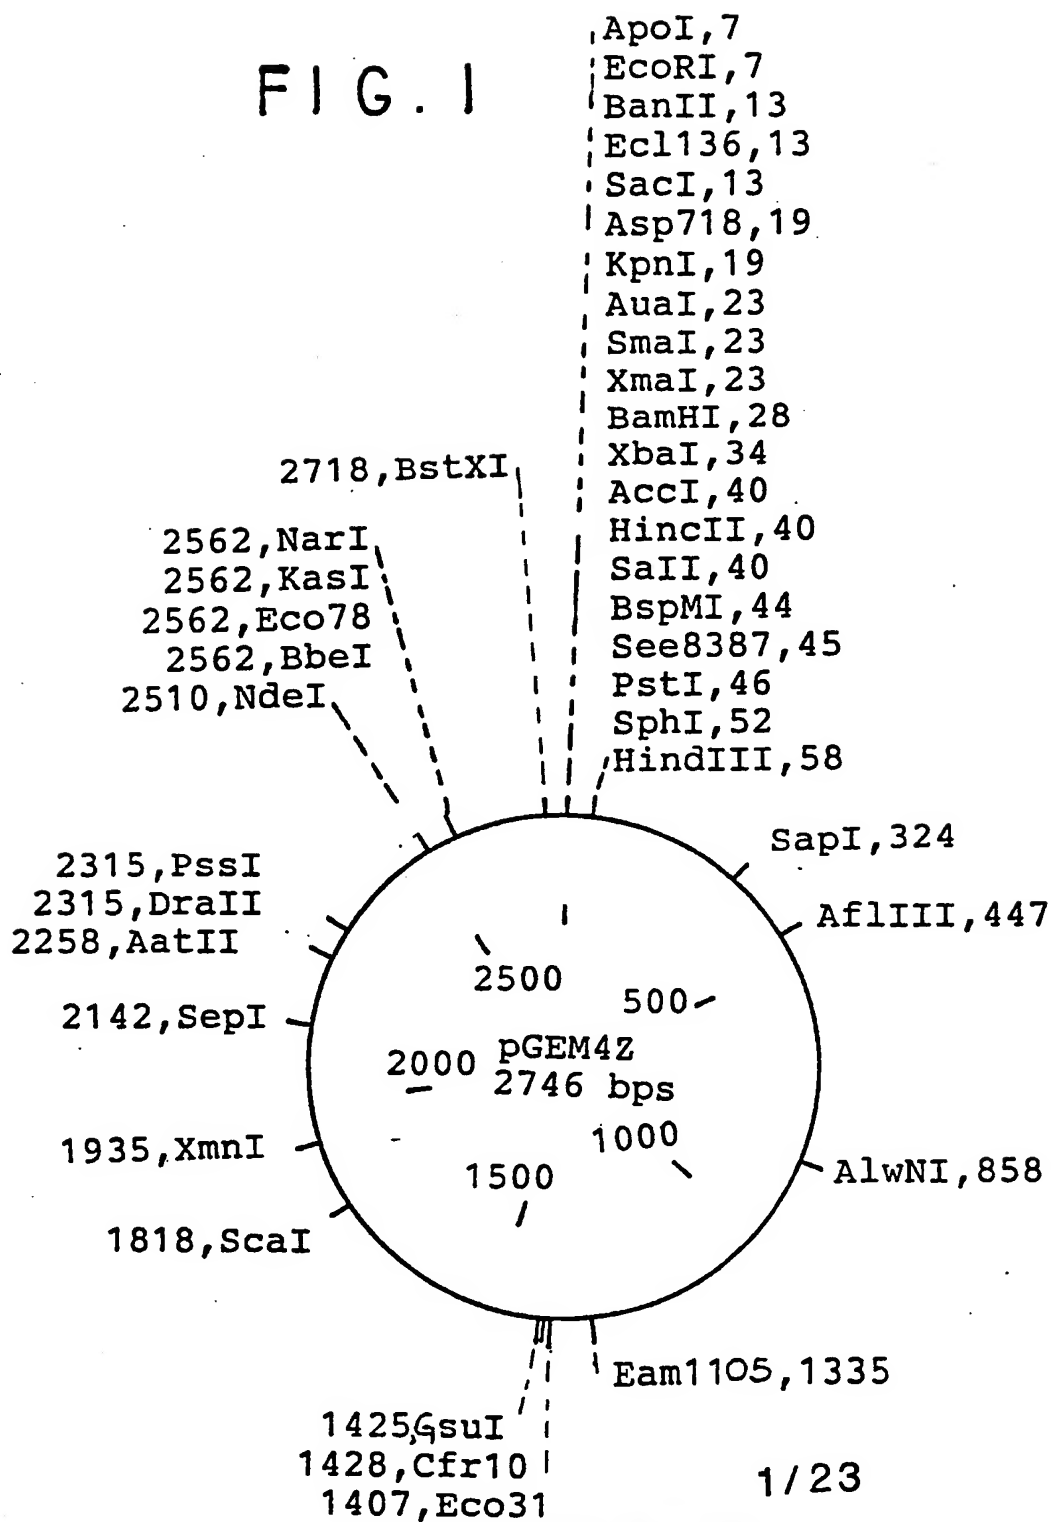 FIG. 1
ApoI,7
EcoRI,7
BanII,13
Ecl136,13
SacI,13
Asp718,19
KpnI,19
AuaI,23
SmaI,23
XmaI,23
BamHI,28
XbaI,34
AccI,40
HincII,40
SaII,40
BspMI,44
See8387,45
PstI,46
SphI,52
HindIII,58
2718,BstXI
2562,NarI
2562,KasI
2562,Eco78
2562,BbeI
2510,NdeI
SapI,324
2315,PssI
2315,DraII
AflIII,447
2258,AatII
2500
500
2142,SepI
pGEM4Z
2000
2746 bps
1000
1935,XmnI
1500
AlwNI,858
1818,ScaI
Eam1105,1335
1425,GsuI
1428,Cfr10
1407,Eco31
1/23